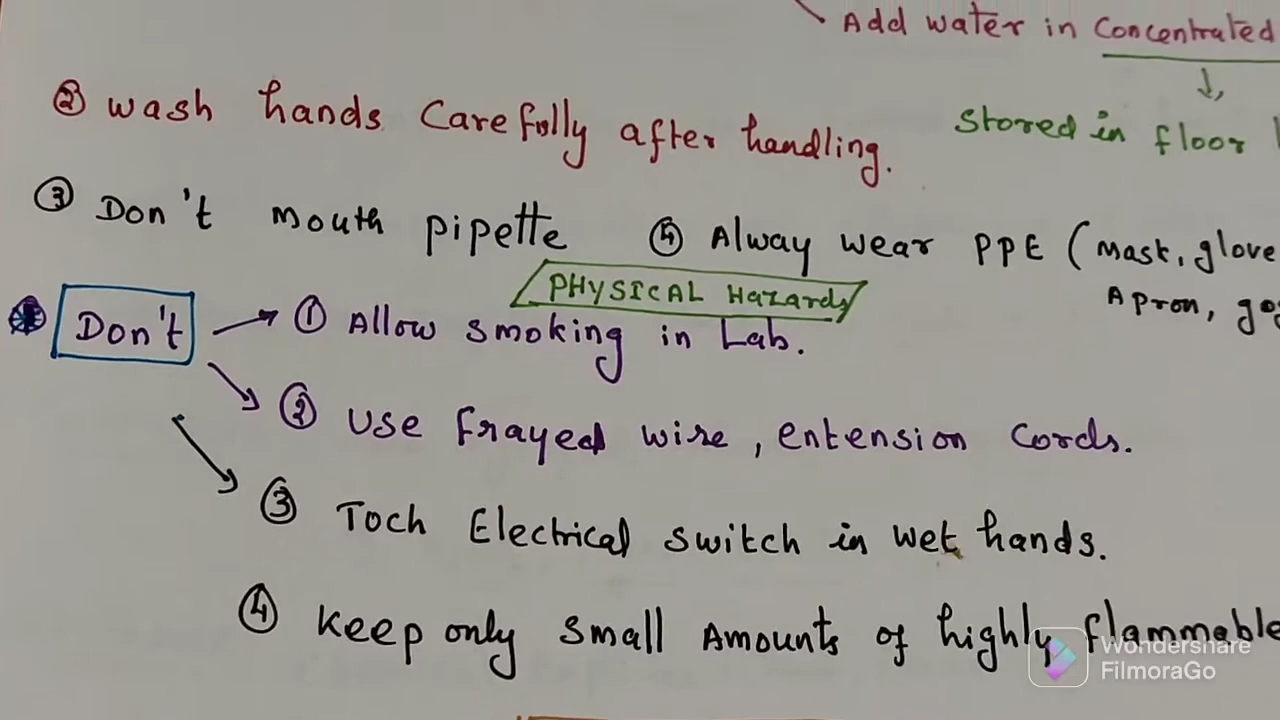 Add water in Concentrated
② wash hands Carefully after handling.
↓
Stored in floor
③ Don't mouth pipette ④ Alway wear PPE (mask, glove
Apron, gog
PHYSICAL Hazards
Don't → ① Allow smoking in Lab.
② Use frayed wire, entension Cords.
③ Toch Electrical switch in wet hands.
④ Keep only small Amounts of highly flammable
Wondershare
FilmoraGo